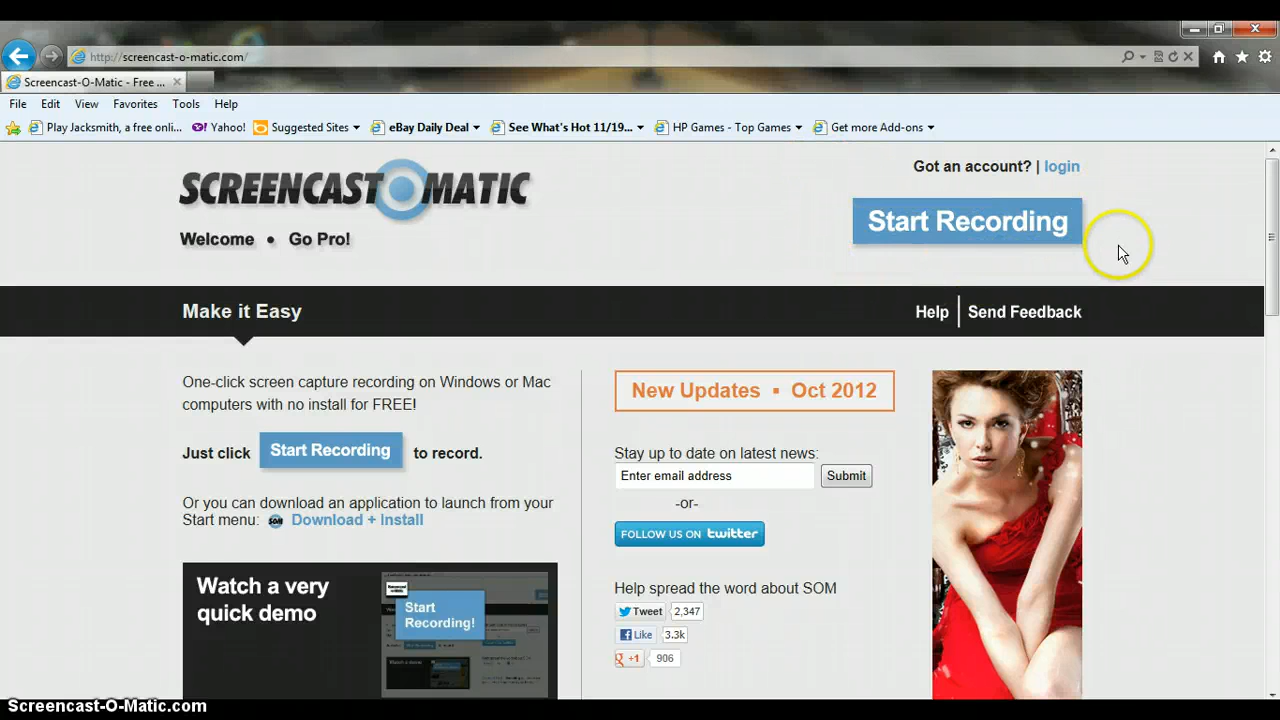 http://screencast-o-matic.com/
Screencast-O-Matic - Free ...
File Edit View Favorites Tools Help
Play Jacksmith, a free onli... Yahoo! Suggested Sites eBay Daily Deal See What's Hot 11/19... HP Games - Top Games Get more Add-ons
Got an account? | login
SCREENCAST O MATIC
Start Recording
Welcome • Go Pro!
Make it Easy
Help
Send Feedback
One-click screen capture recording on Windows or Mac
computers with no install for FREE!
Just click Start Recording to record.
Or you can download an application to launch from your
Start menu: SOM Download + Install
Watch a very
quick demo
Start
Recording!
New Updates ▪ Oct 2012
Stay up to date on latest news:
Enter email address Submit
-or-
FOLLOW US ON twitter
Help spread the word about SOM
Tweet 2,347
Like 3.3k
+1 906
Screencast-O-Matic.com